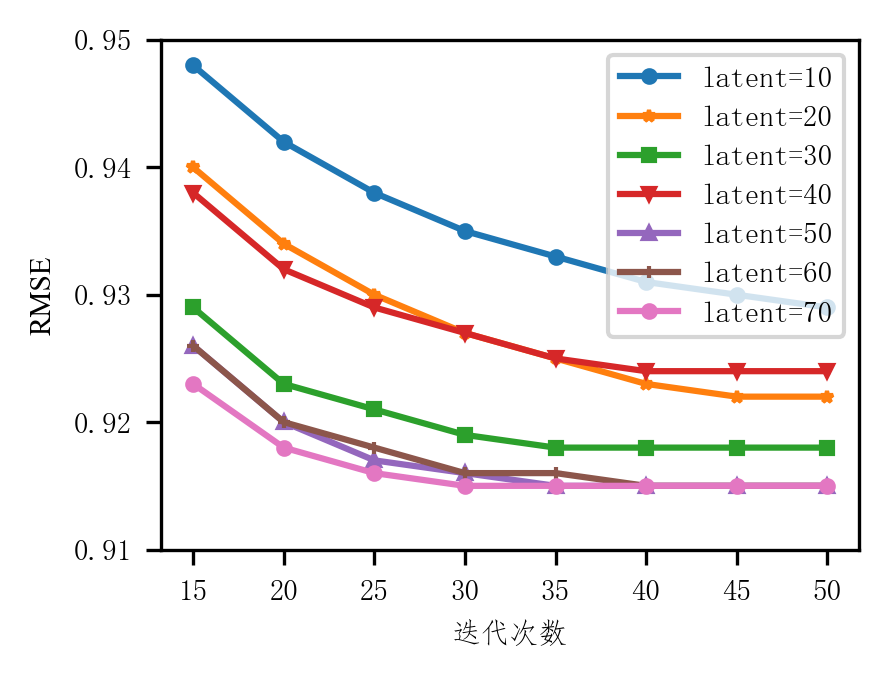 0.95
0.94
0.93
0.92
0.91
RMSE
latent=10
latent=20
latent=30
latent=40
latent=50
latent=60
latent=70
15 20 25 30 35 40 45 50
迭代次数